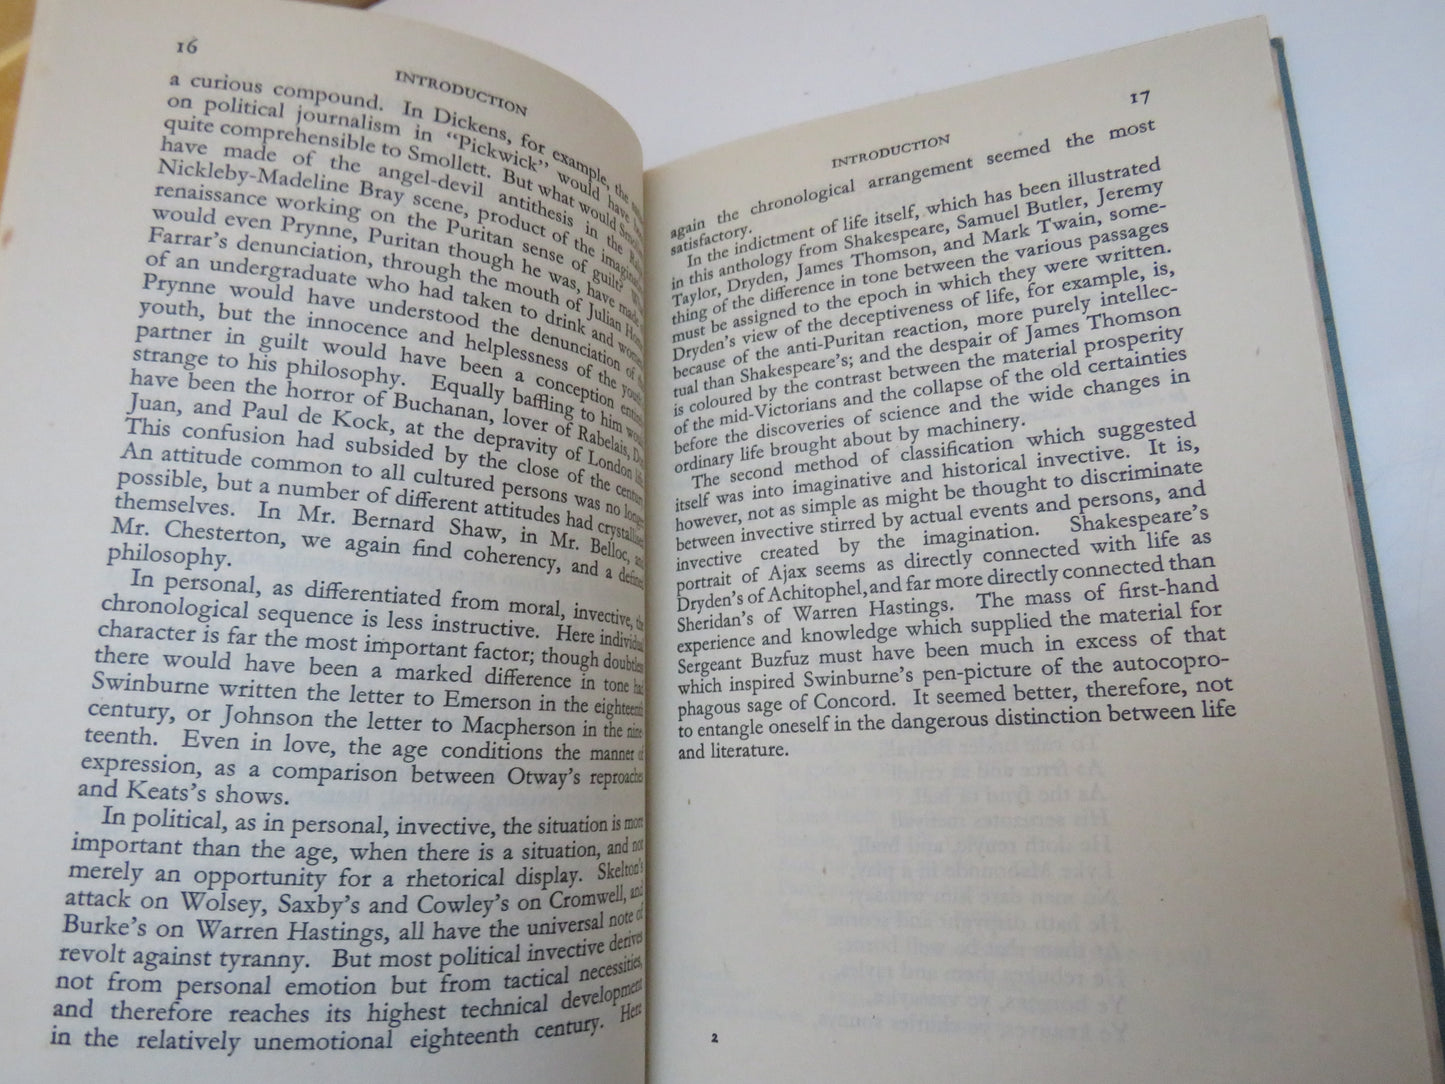 16
INTRODUCTION
a curious compound. In Dickens, for example, the
on political journalism in "Pickwick" would have
quite comprehensible to Smollett. But what would
have made of the angel-devil antithesis in the
Nickleby-Madeline Bray scene, product of the
renaissance working on the Puritan sense of guilt?
would even Prynne, Puritan though he was, have made
Farrar's denunciation, through the mouth of Julian
of an undergraduate who had taken to drink and
Prynne would have understood the denunciation of
youth, but the innocence and helplessness of the
partner in guilt would have been a conception
strange to his philosophy. Equally baffling to him
have been the horror of Buchanan, lover of Rabelais,
Juan, and Paul de Kock, at the depravity of London
This confusion had subsided by the close of the century
An attitude common to all cultured persons was no longer
possible, but a number of different attitudes had crystallised
themselves. In Mr. Bernard Shaw, in Mr. Belloc, and
Mr. Chesterton, we again find coherency, and a defined
philosophy.
In personal, as differentiated from moral, invective, the
chronological sequence is less instructive. Here individual
character is far the most important factor; though doubtless
there would have been a marked difference in tone had
Swinburne written the letter to Emerson in the eighteenth
century, or Johnson the letter to Macpherson in the nine-
teenth. Even in love, the age conditions the manner of
expression, as a comparison between Otway's reproaches
and Keats's shows.
In political, as in personal, invective, the situation is more
important than the age, when there is a situation, and not
merely an opportunity for a rhetorical display. Skelton's
attack on Wolsey, Saxby's and Cowley's on Cromwell, and
Burke's on Warren Hastings, all have the universal note of
revolt against tyranny. But most political invective derives
not from personal emotion but from tactical necessities,
and therefore reaches its highest technical development
in the relatively unemotional eighteenth century. Here
17
INTRODUCTION
again the chronological arrangement seemed the most
satisfactory.
In the indictment of life itself, which has been illustrated
in this anthology from Shakespeare, Samuel Butler, Jeremy
Taylor, Dryden, James Thomson, and Mark Twain, some-
thing of the difference in tone between the various passages
must be assigned to the epoch in which they were written.
Dryden's view of the deceptiveness of life, for example, is,
because of the anti-Puritan reaction, more purely intellec-
tual than Shakespeare's; and the despair of James Thomson
is coloured by the contrast between the material prosperity
of the mid-Victorians and the collapse of the old certainties
before the discoveries of science and the wide changes in
ordinary life brought about by machinery.
The second method of classification which suggested
itself was into imaginative and historical invective. It is,
however, not as simple as might be thought to discriminate
between invective stirred by actual events and persons, and
invective created by the imagination. Shakespeare's
portrait of Ajax seems as directly connected with life as
Dryden's of Achitophel, and far more directly connected than
Sheridan's of Warren Hastings. The mass of first-hand
experience and knowledge which supplied the material for
Sergeant Buzfuz must have been much in excess of that
which inspired Swinburne's pen-picture of the autocopro-
phagous sage of Concord. It seemed better, therefore, not
to entangle oneself in the dangerous distinction between life
and literature.
2